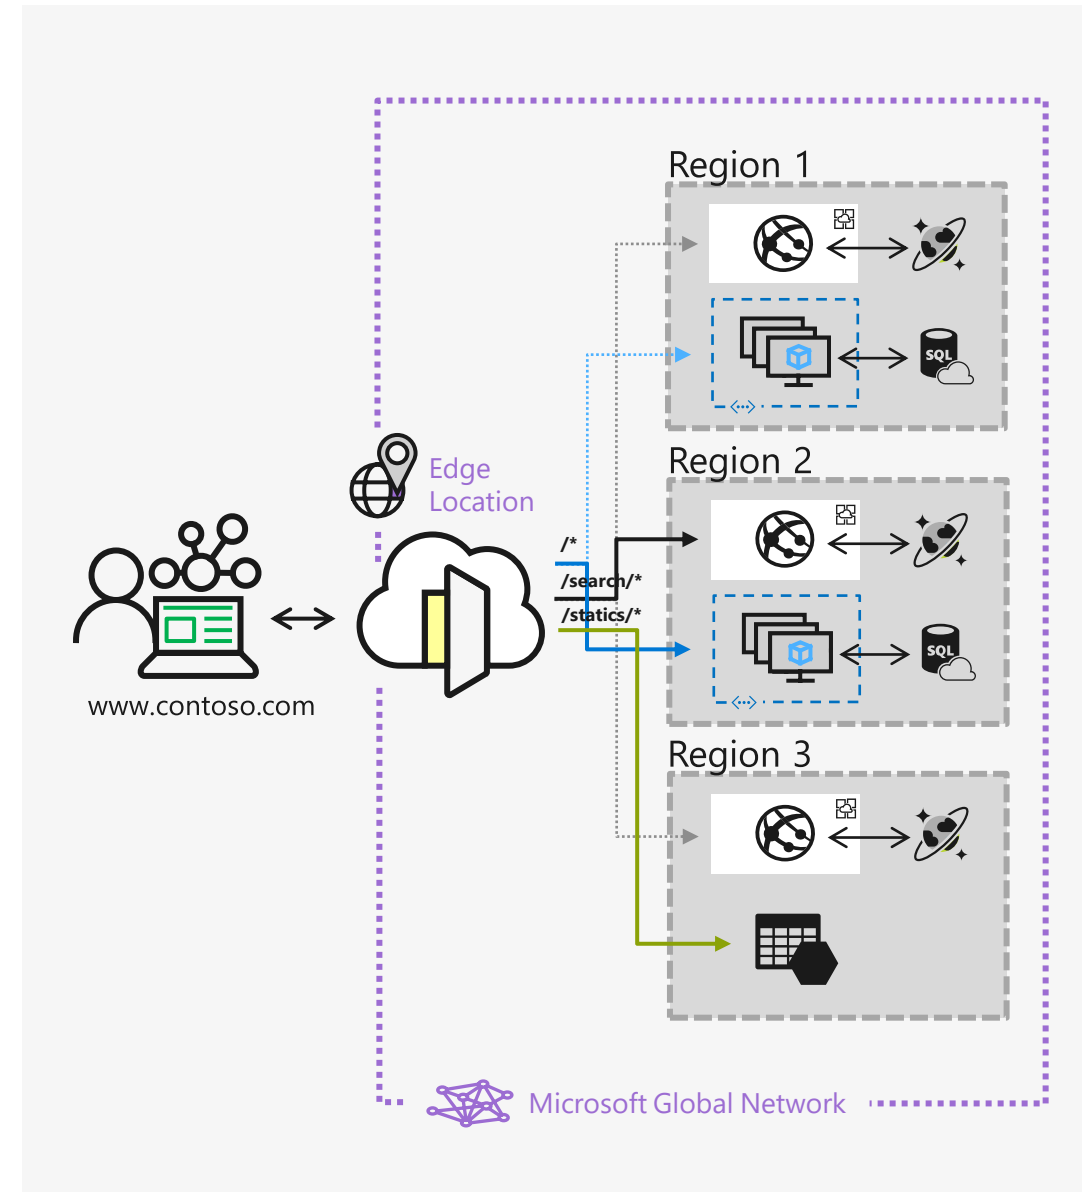 Region 1
SQL
Region 2
Edge
Location
/*
/search/*
/statics/*
SQL
www.contoso.com
Region 3
Microsoft Global Network